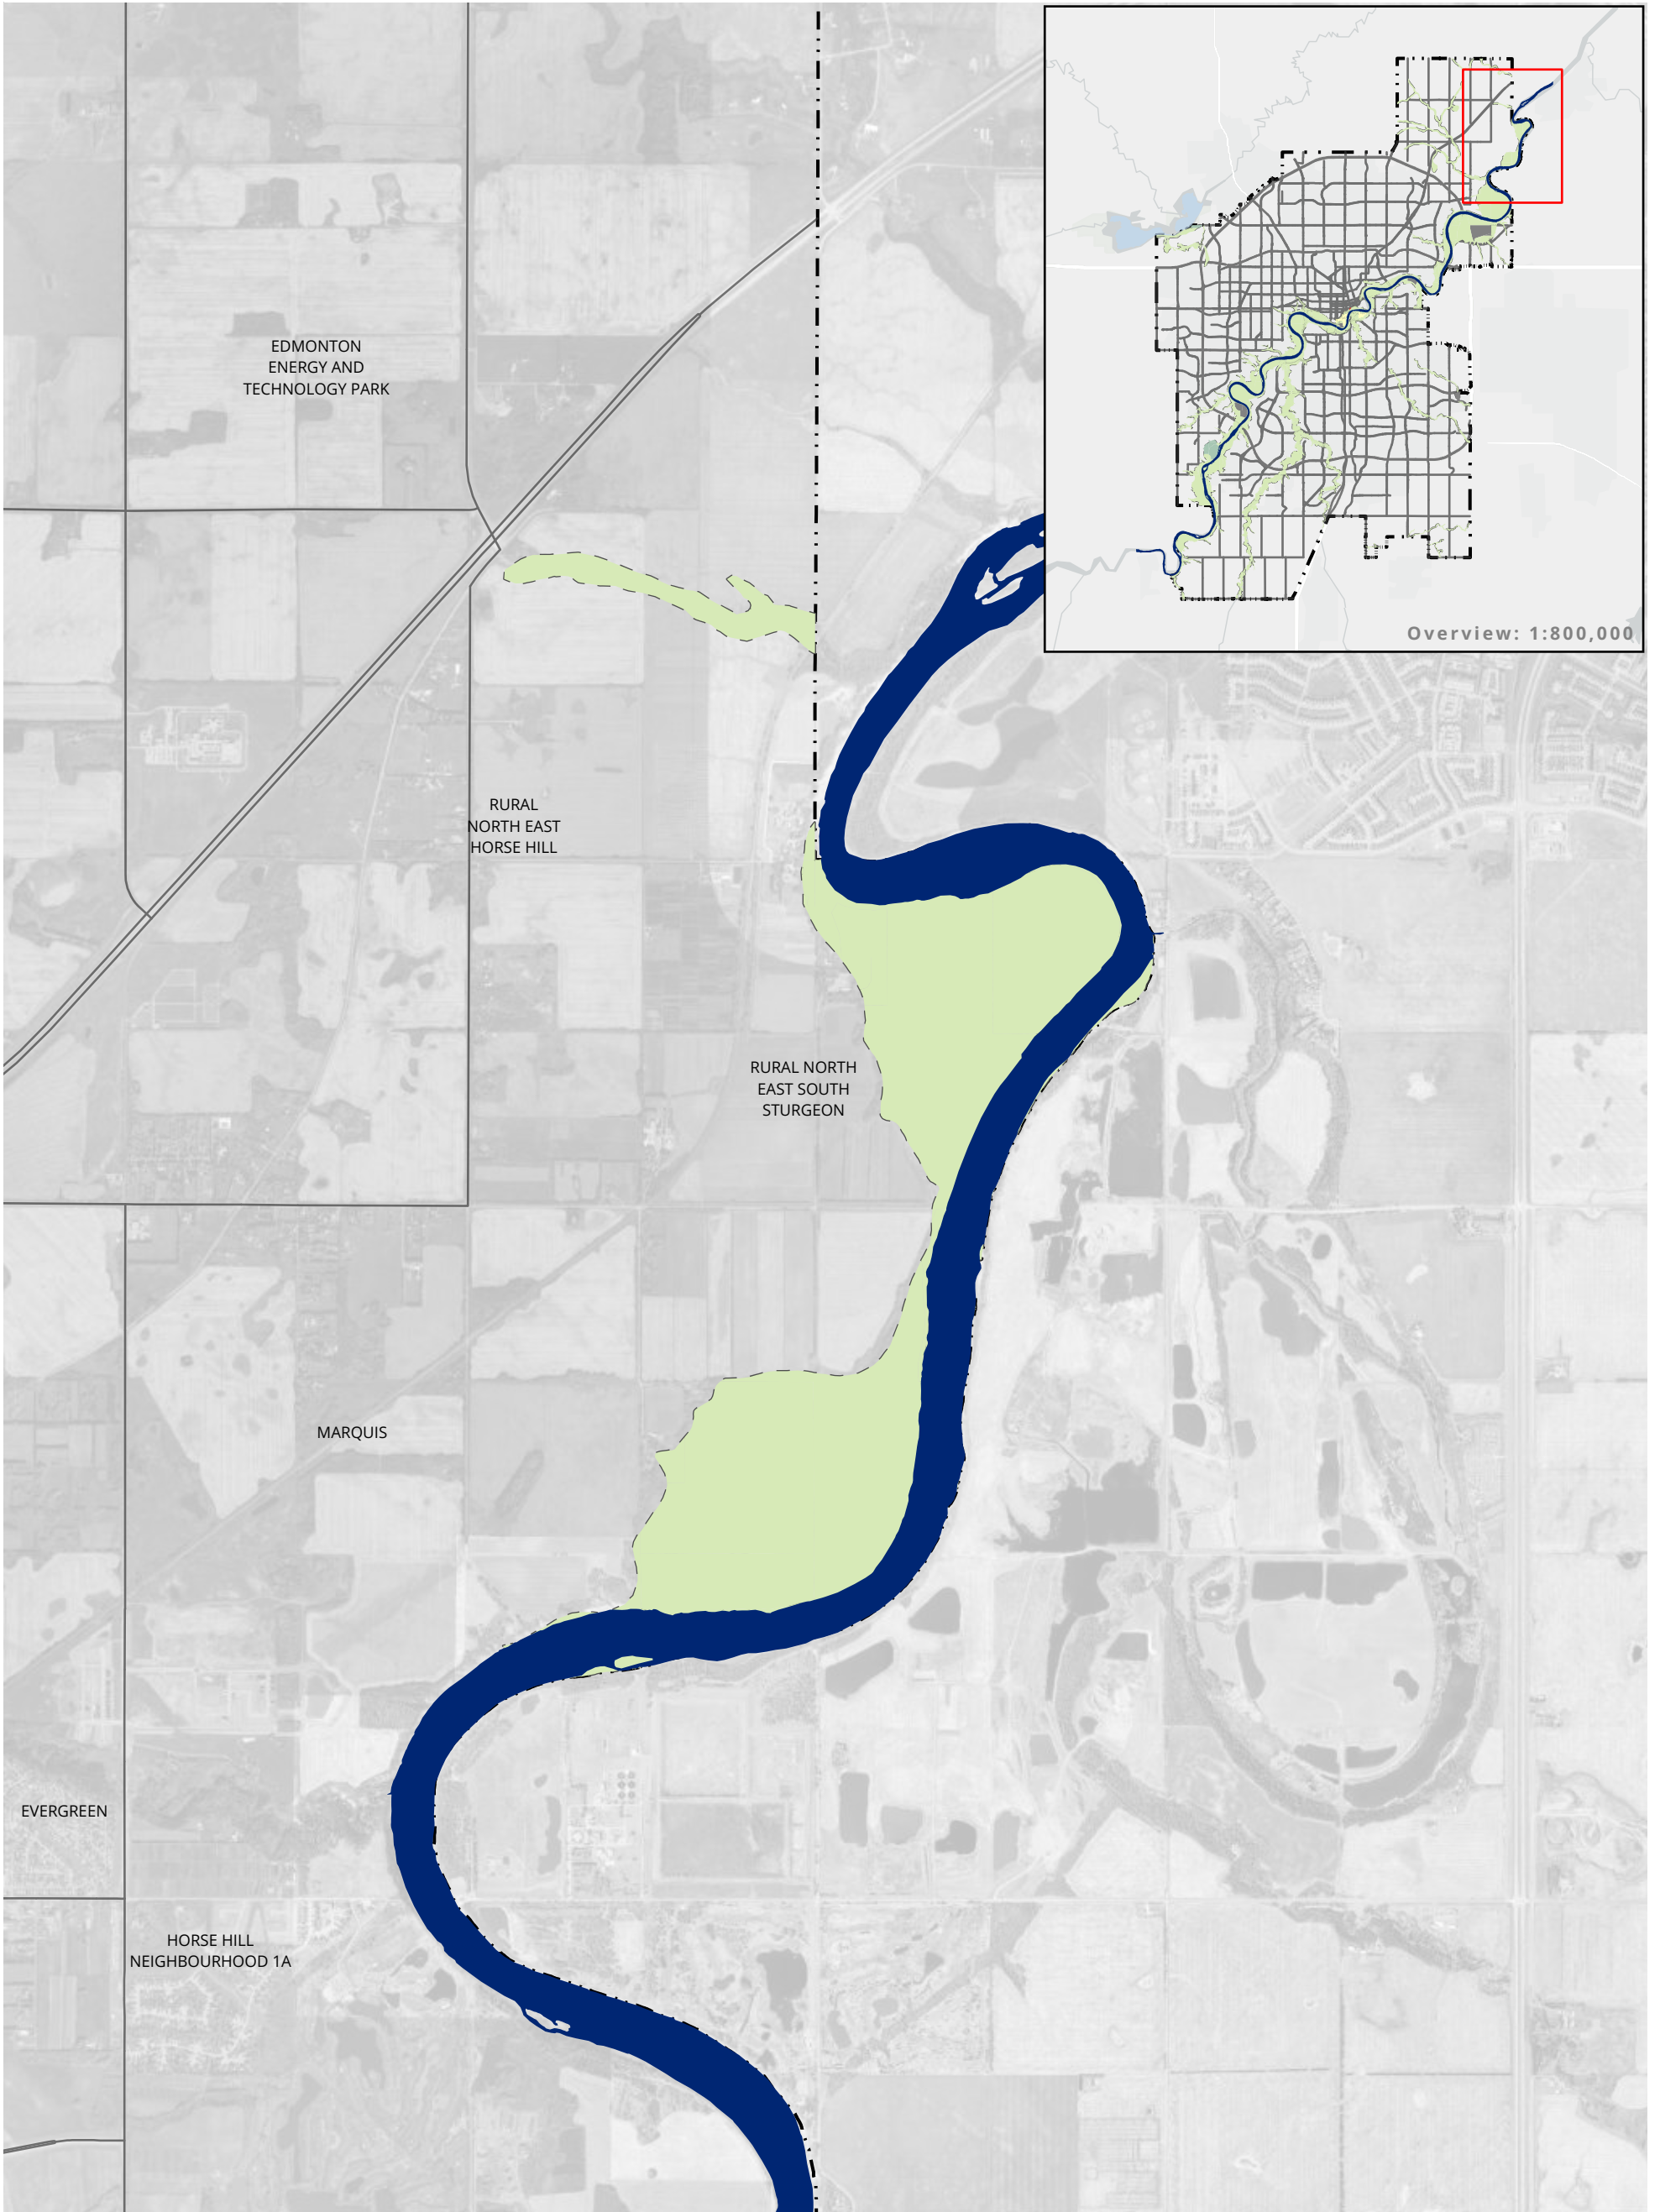 Overview: 1:800,000
EDMONTON
ENERGY AND
TECHNOLOGY PARK
RURAL
NORTH EAST
HORSE HILL
RURAL NORTH
EAST SOUTH
STURGEON
MARQUIS
EVERGREEN
HORSE HILL
NEIGHBOURHOOD 1A